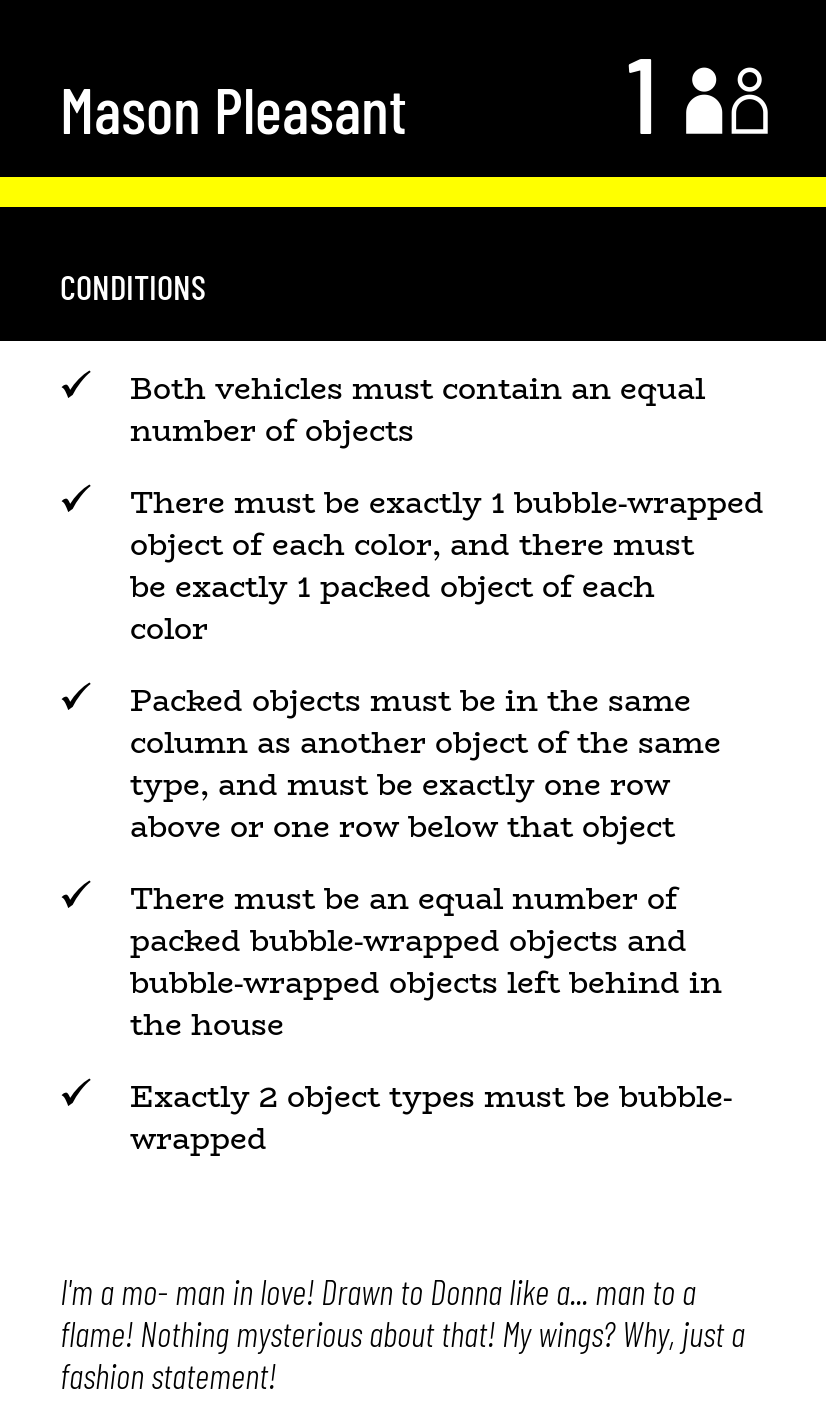 Mason Pleasant
1
CONDITIONS
✓ Both vehicles must contain an equal
number of objects
✓ There must be exactly 1 bubble-wrapped
object of each color, and there must
be exactly 1 packed object of each
color
✓ Packed objects must be in the same
column as another object of the same
type, and must be exactly one row
above or one row below that object
✓ There must be an equal number of
packed bubble-wrapped objects and
bubble-wrapped objects left behind in
the house
✓ Exactly 2 object types must be bubble-
wrapped
I'm a mo- man in love! Drawn to Donna like a... man to a
flame! Nothing mysterious about that! My wings? Why, just a
fashion statement!